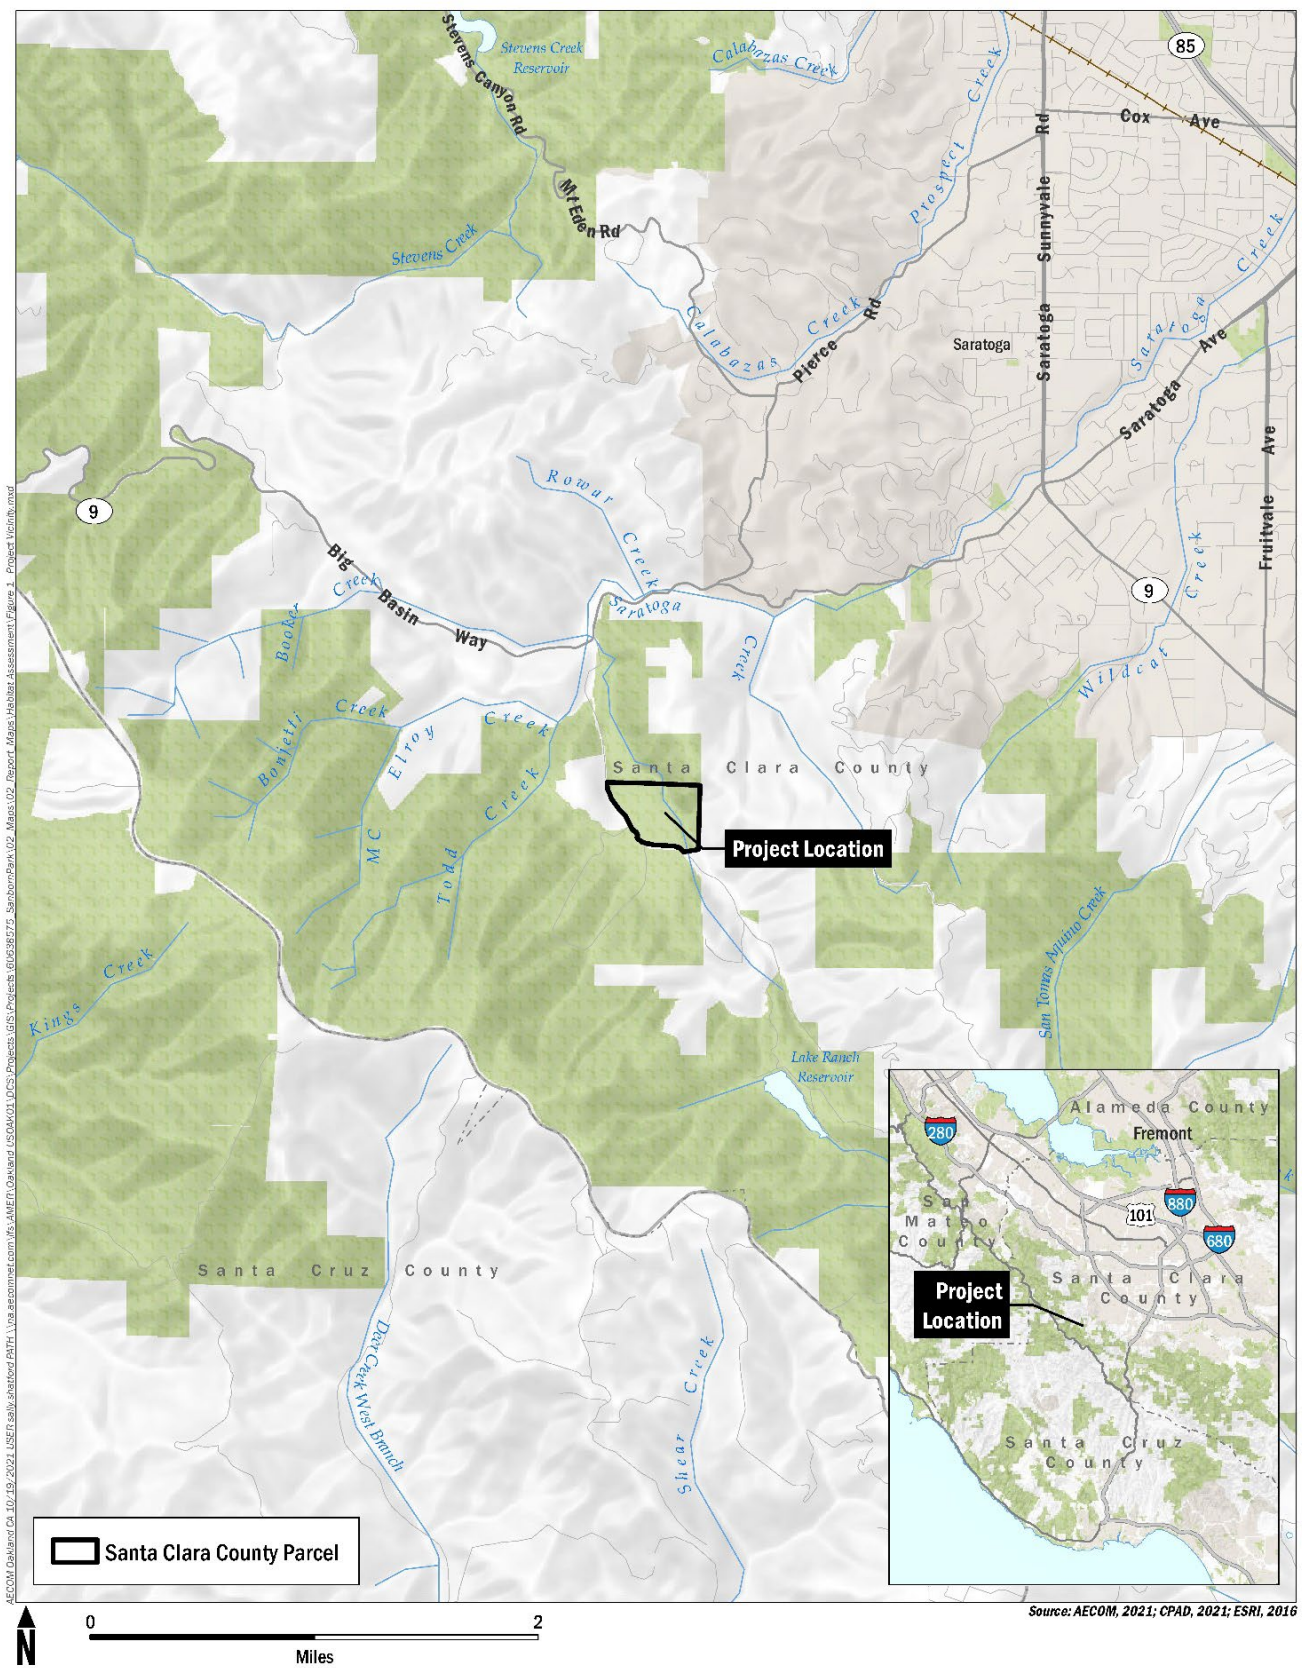 Stevens Canyon Rd
Stevens Creek
Reservoir
Calabazas Creek
Prospect Creek
85
Cox Ave
Mt Eden Rd
Stevens Creek
Saratoga Sunnyvale Rd
Calabazas Creek
Pierce Rd
Saratoga
Saratoga Creek
Saratoga Ave
Fruitvale Ave
9
Rowar Creek
Big Basin Way
Booker Creek
Saratoga
Creek
9
Wildcat Creek
Bonjetti Creek
Elroy Creek
MC
Todd Creek
Santa Clara County
Project Location
Kings Creek
San Tomas Aquino Creek
Lake Ranch
Reservoir
Santa Cruz County
Deer Creek West Branch
Shear Creek
Alameda County
Fremont
280
San
Mateo
County
101
880
680
Santa Clara
County
Project
Location
Santa Cruz
County
k
Santa Clara County Parcel
0
2
Miles
N
Source: AECOM, 2021; CPAD, 2021; ESRI, 2016